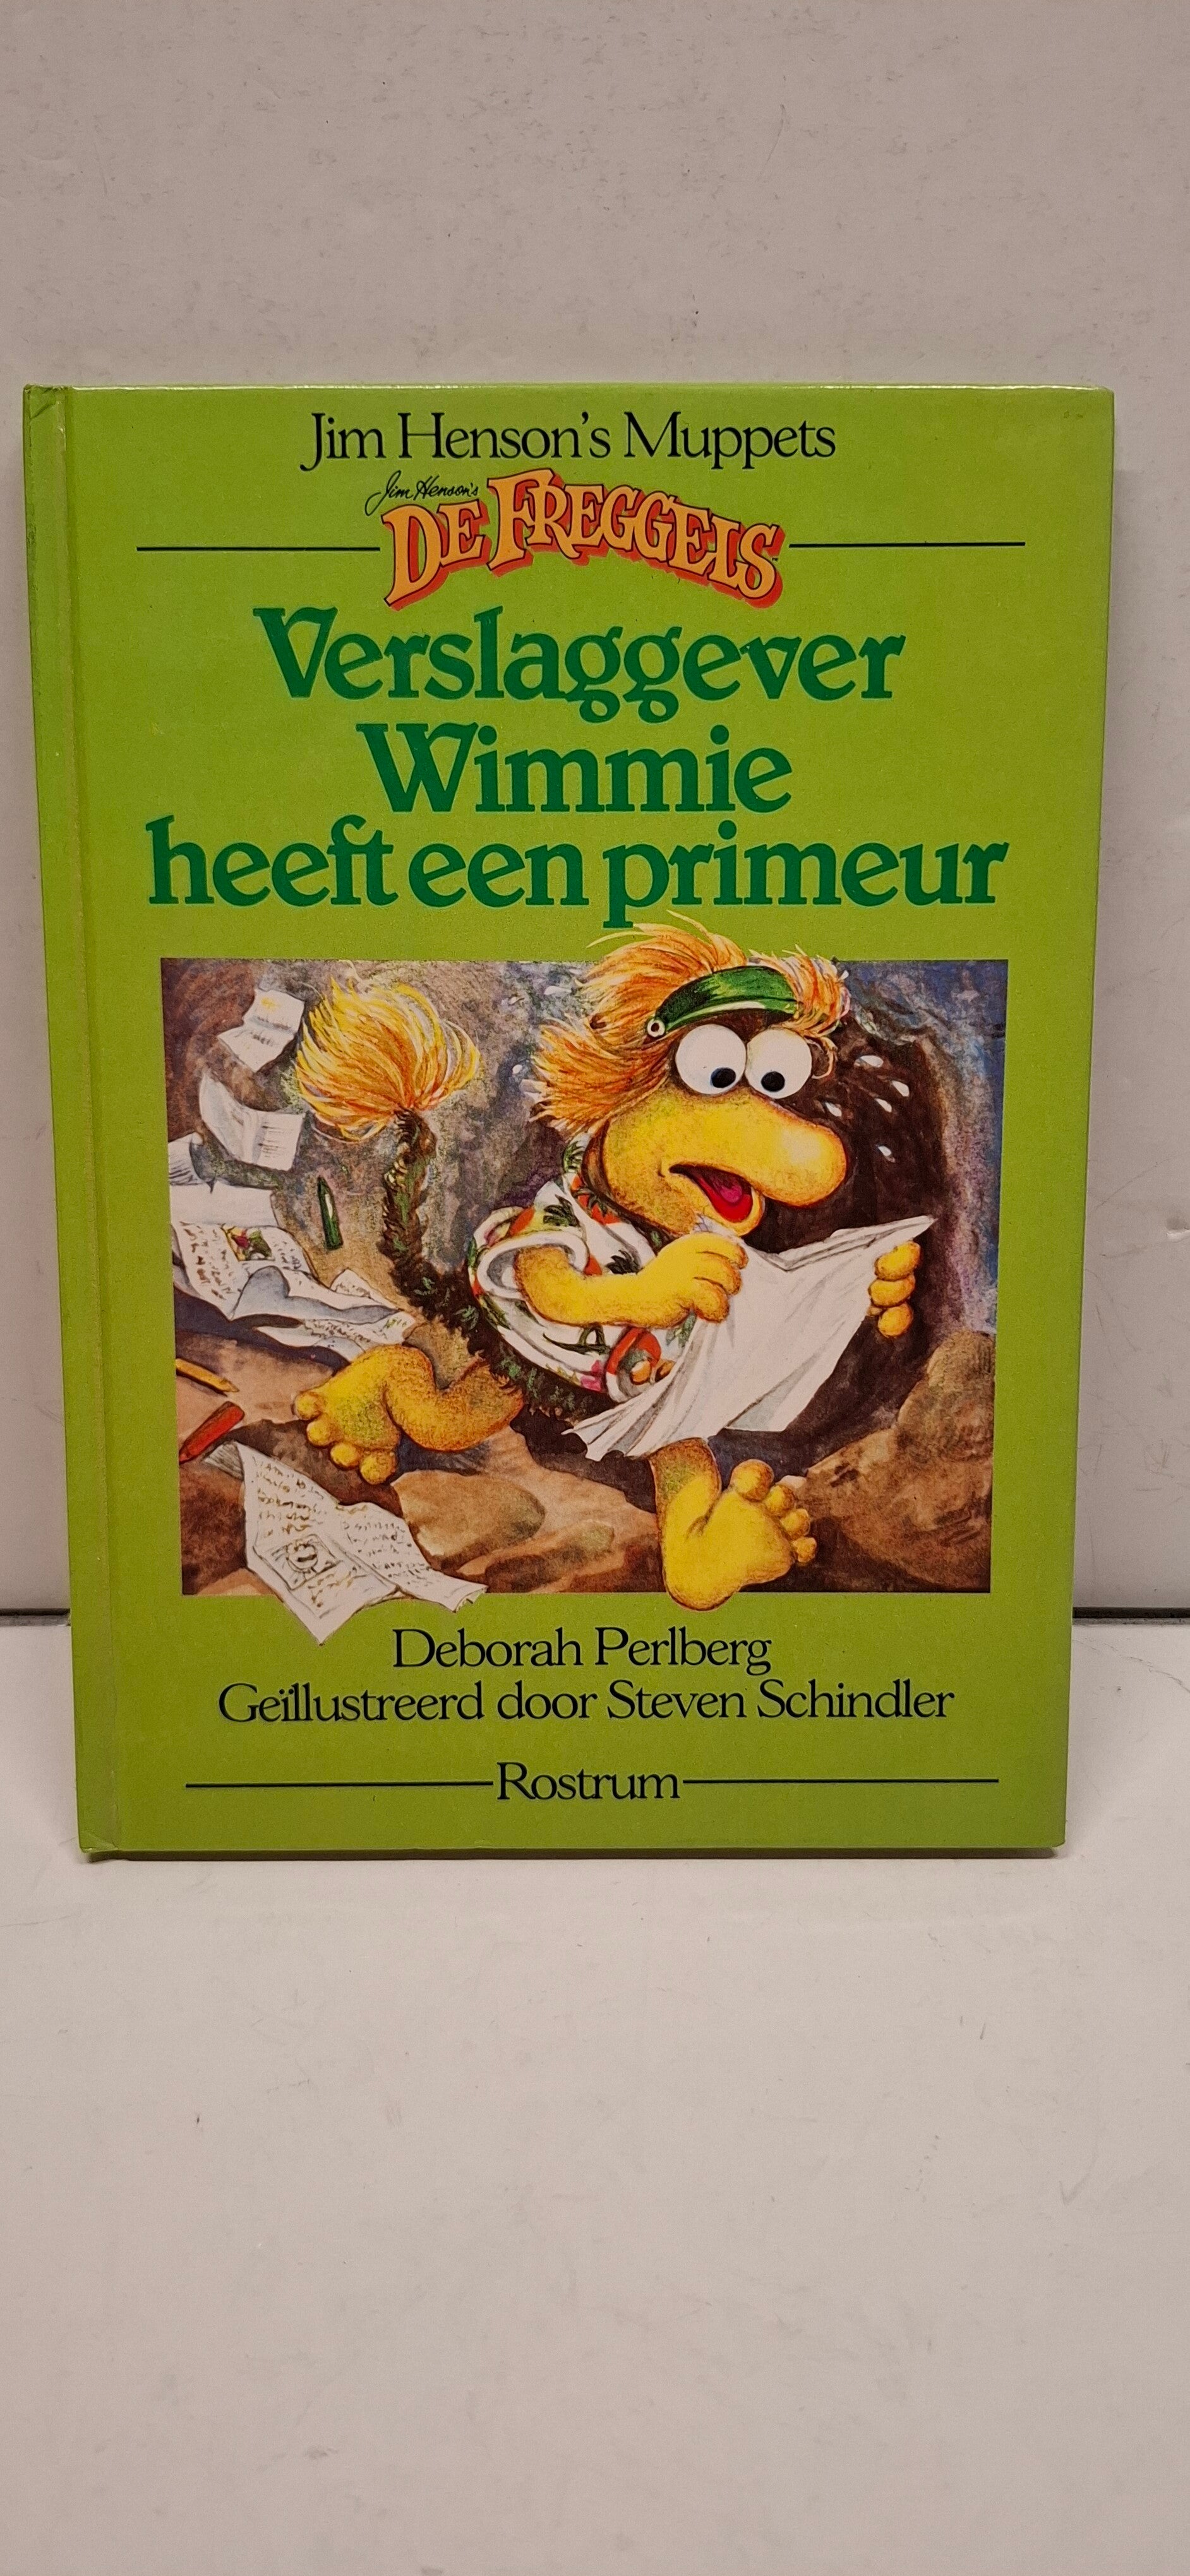 Jim Henson's Muppets
Jim Henson's
DE FREGGELS
Verslaggever
Wimmie
heeft een primeur
Deborah Perlberg
Geïllustreerd door Steven Schindler
Rostrum